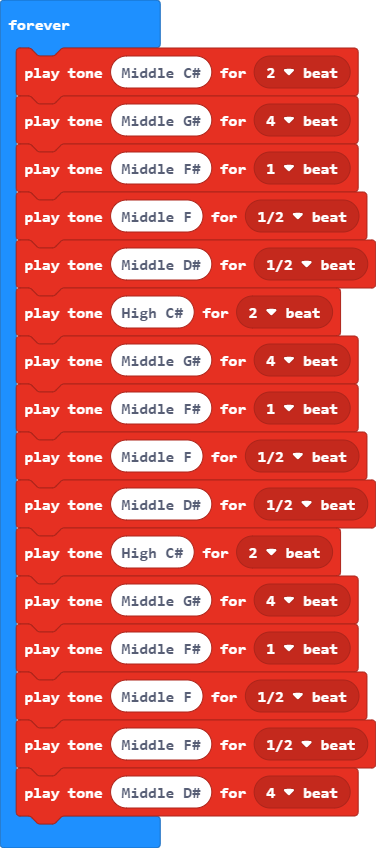 forever
play tone Middle C# for 2 beat
play tone Middle G# for 4 beat
play tone Middle F# for 1 beat
play tone Middle F for 1/2 beat
play tone Middle D# for 1/2 beat
play tone High C# for 2 beat
play tone Middle G# for 4 beat
play tone Middle F# for 1 beat
play tone Middle F for 1/2 beat
play tone Middle D# for 1/2 beat
play tone High C# for 2 beat
play tone Middle G# for 4 beat
play tone Middle F# for 1 beat
play tone Middle F for 1/2 beat
play tone Middle F# for 1/2 beat
play tone Middle D# for 4 beat